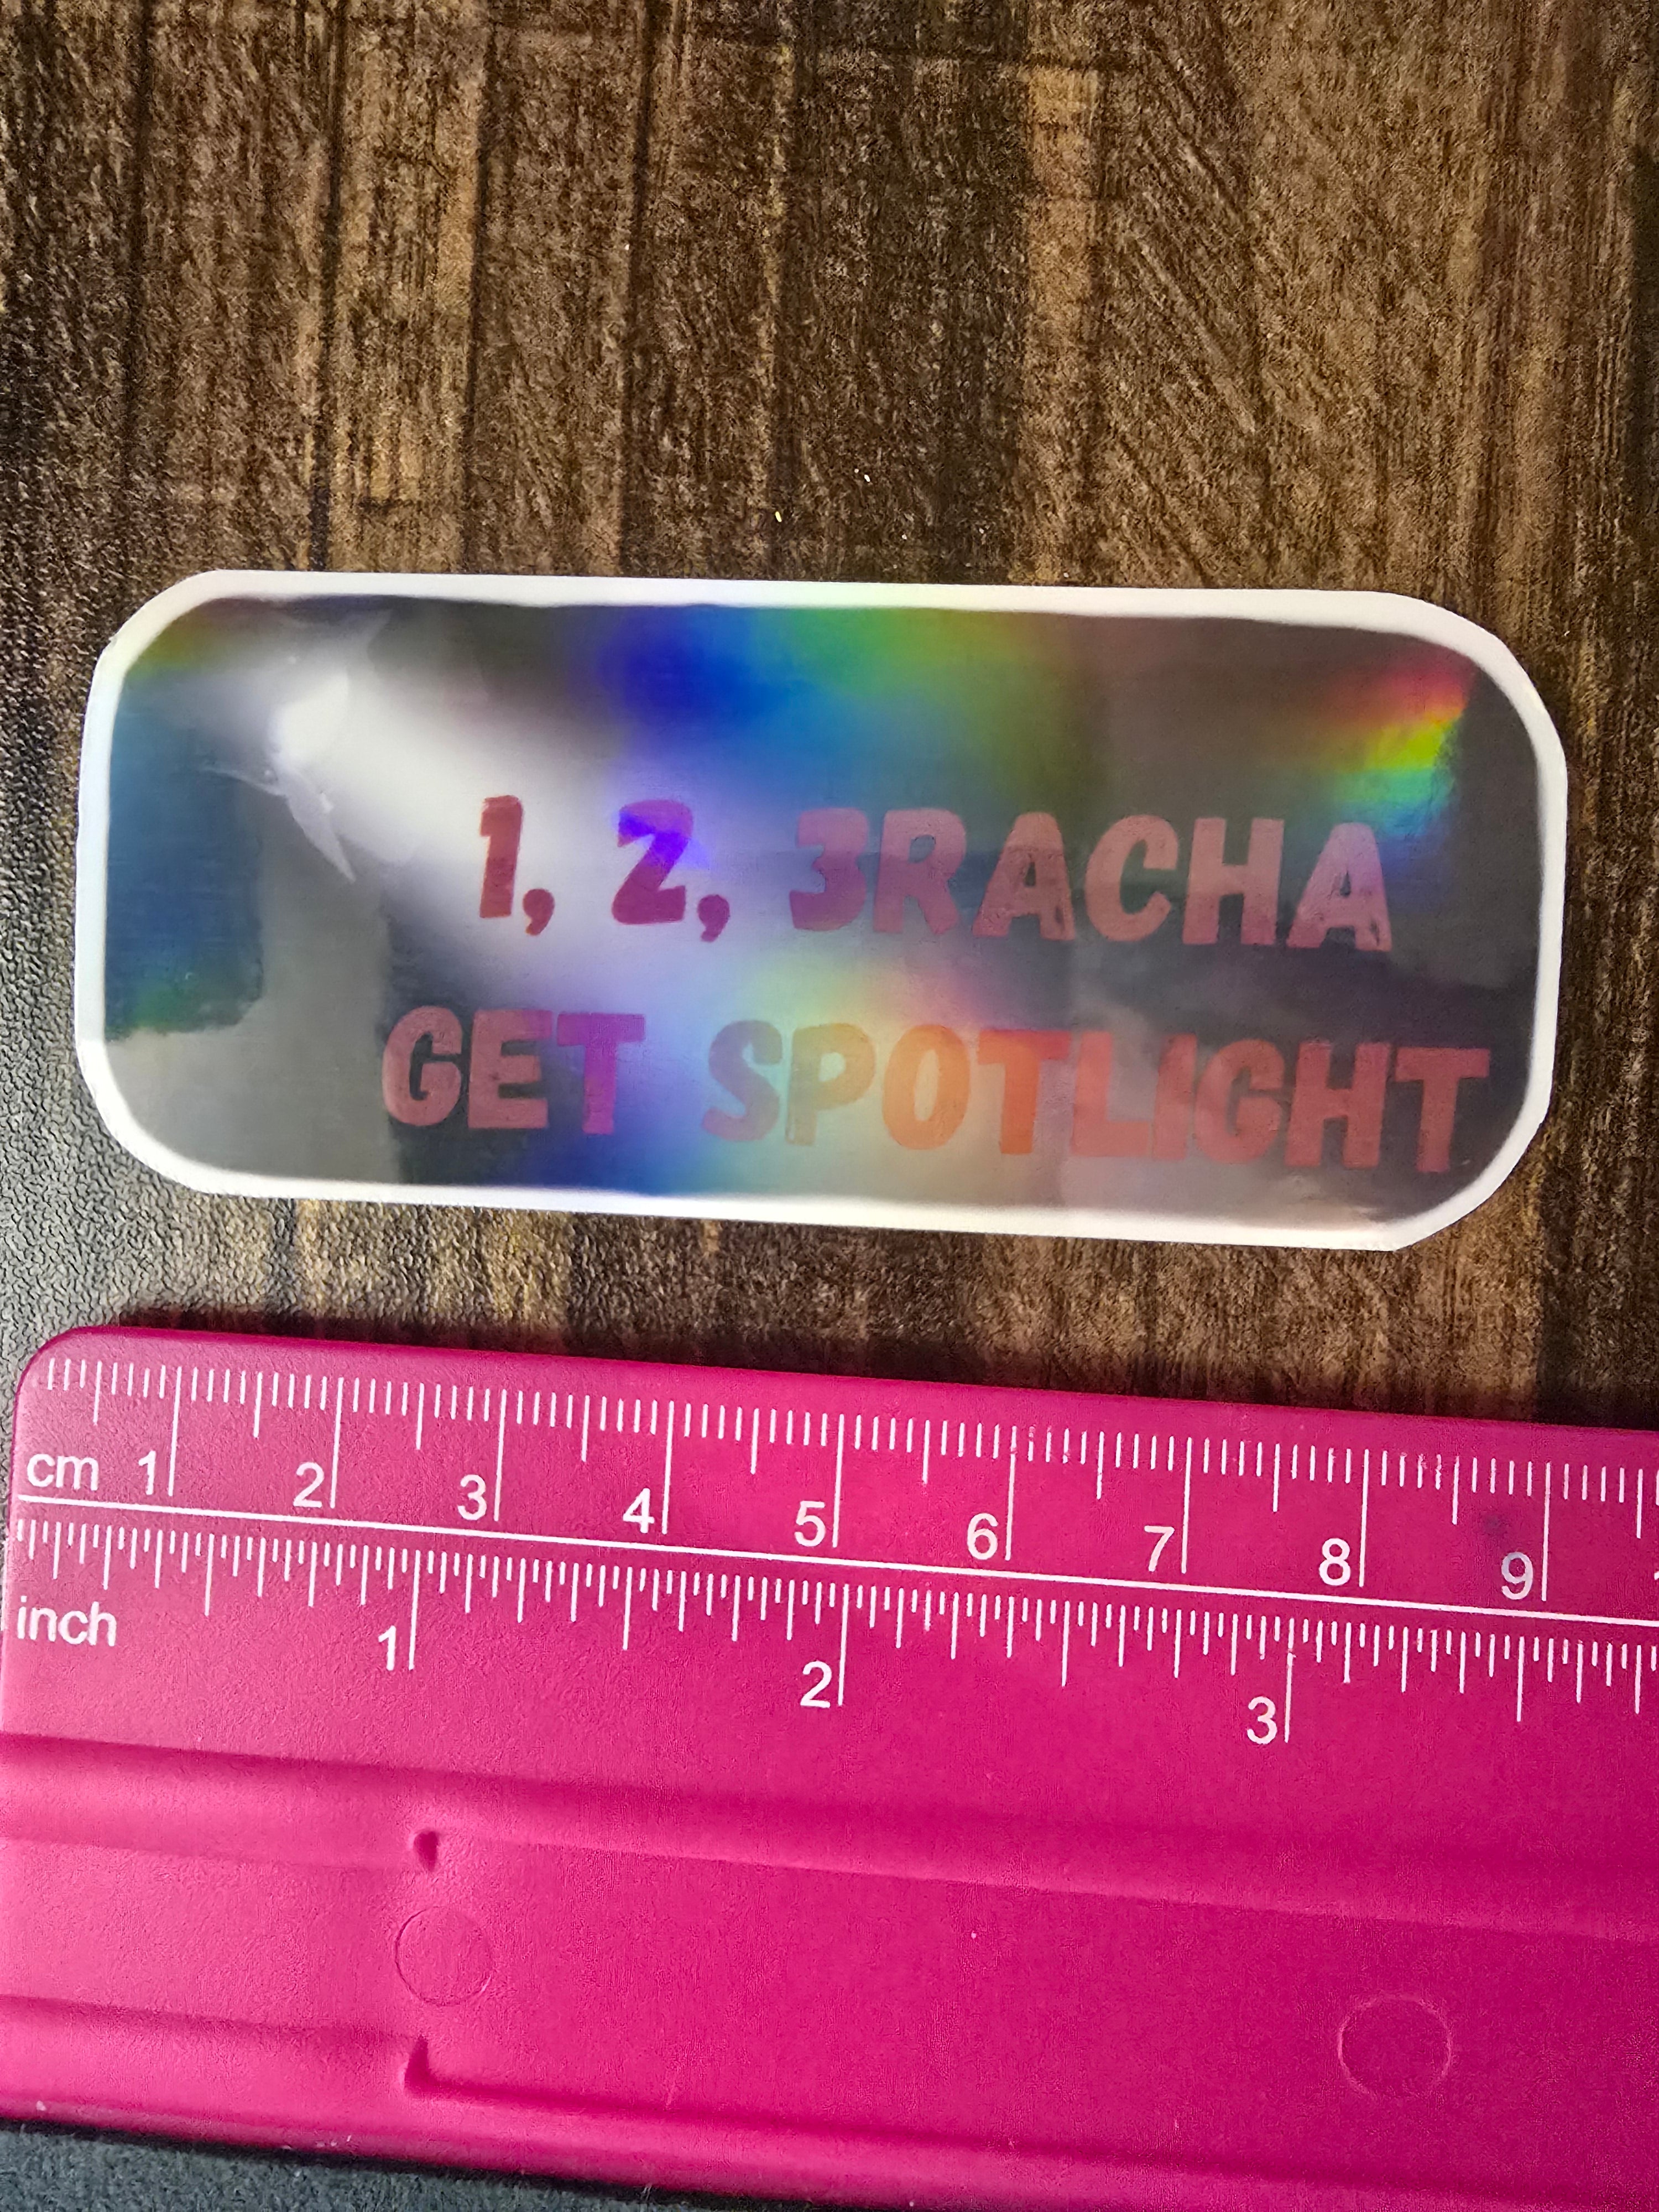 1, 2, 3RACHA
GET SPOTLIGHT
cm 1 2 3 4 5 6 7 8 9
inch 1 2 3